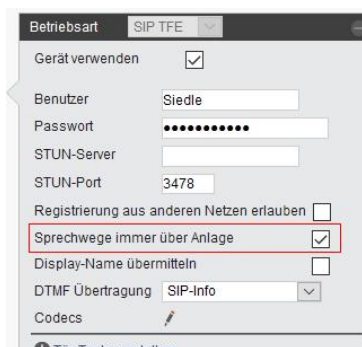 Betriebsart SIP TFE
Gerät verwenden
Benutzer Siedle
Passwort
STUN-Server
STUN-Port 3478
Registrierung aus anderen Netzen erlauben
Sprechwege immer über Anlage
Display-Name übermitteln
DTMF Übertragung SIP-Info
Codecs